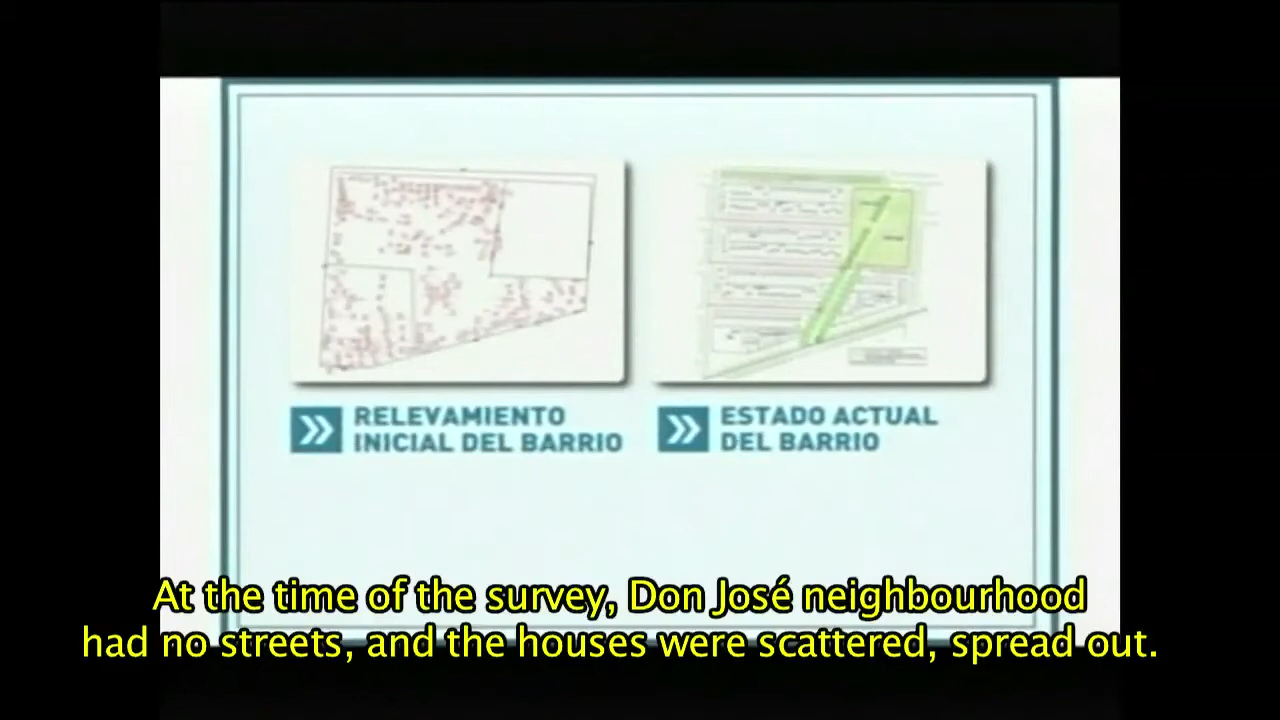 RELEVAMIENTO
INICIAL DEL BARRIO
ESTADO ACTUAL
DEL BARRIO
At the time of the survey, Don José neighbourhood
had no streets, and the houses were scattered, spread out.